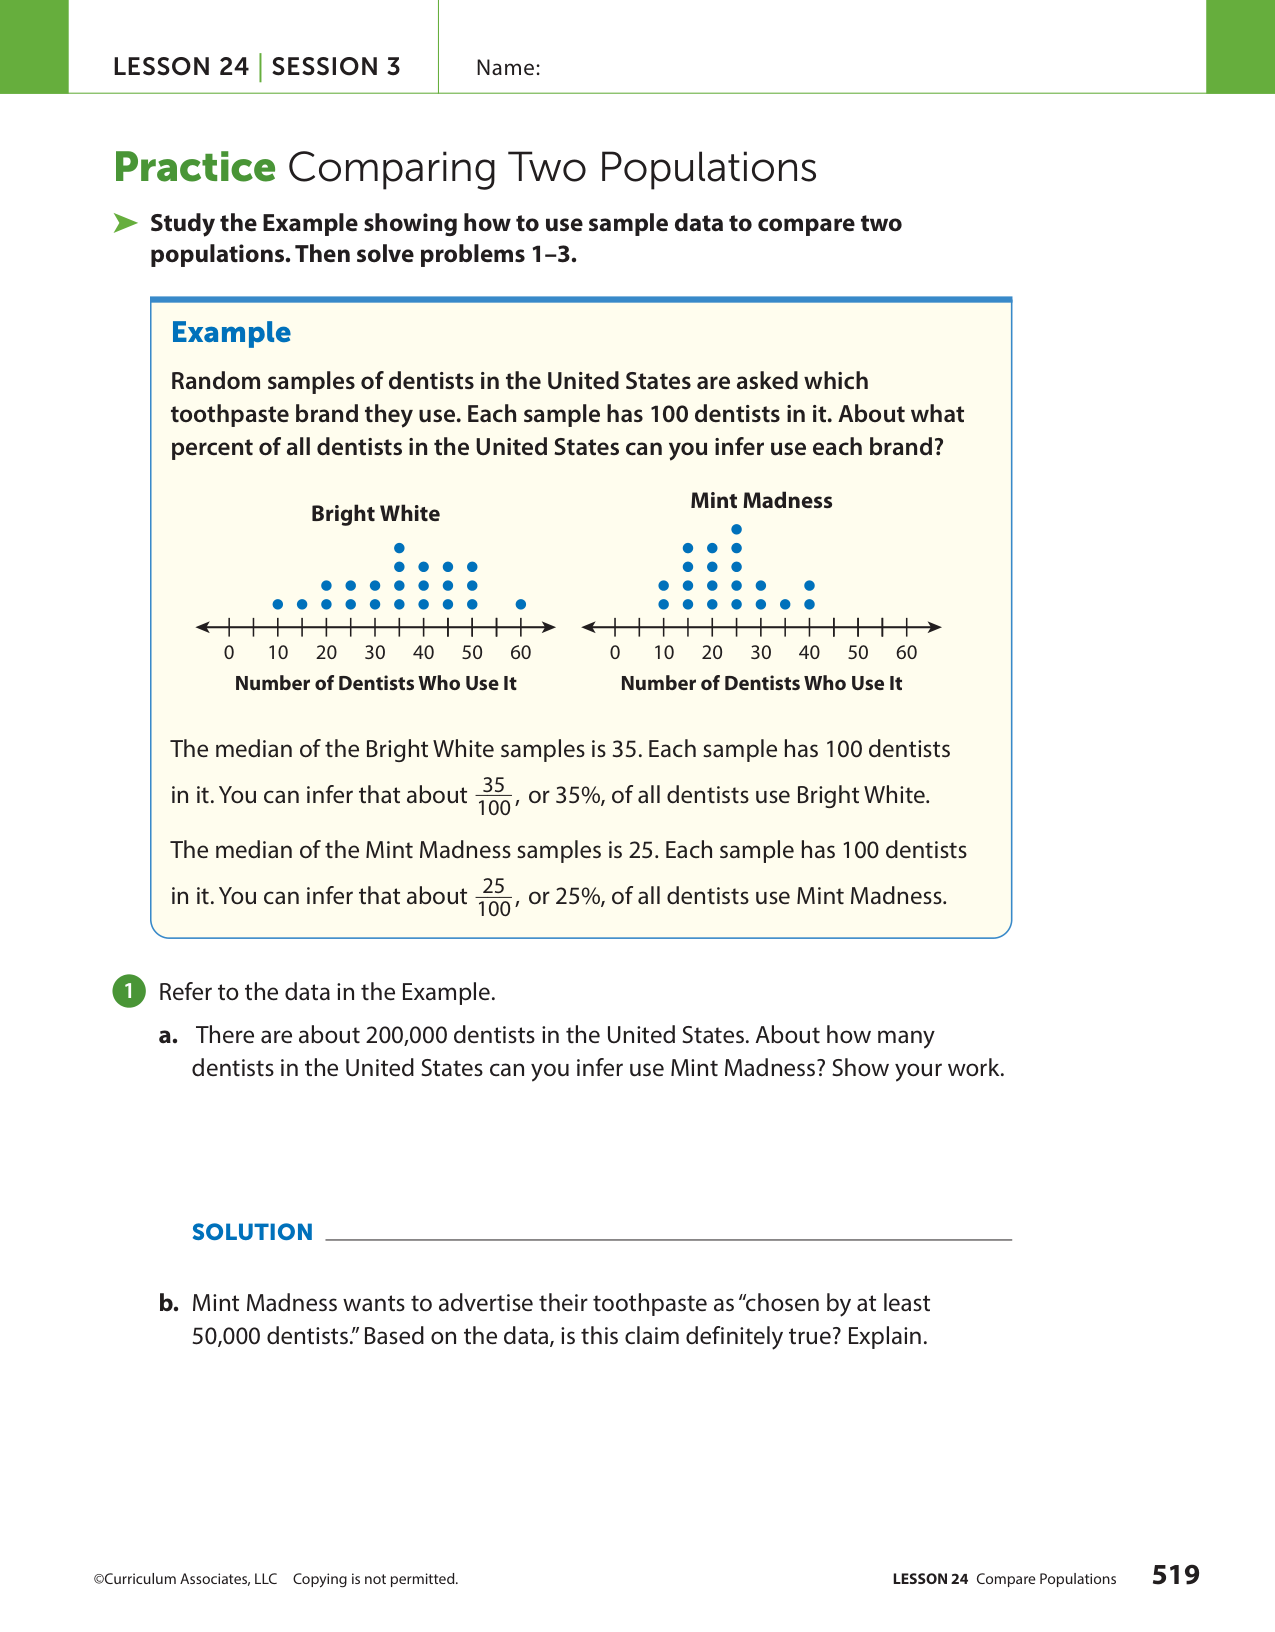 LESSON 24 | SESSION 3
Name:
Practice Comparing Two Populations
Study the Example showing how to use sample data to compare two
populations. Then solve problems 1–3.
Example
Random samples of dentists in the United States are asked which
toothpaste brand they use. Each sample has 100 dentists in it. About what
percent of all dentists in the United States can you infer use each brand?
Bright White
Mint Madness
0 10 20 30 40 50 60
0 10 20 30 40 50 60
Number of Dentists Who Use It
Number of Dentists Who Use It
The median of the Bright White samples is 35. Each sample has 100 dentists
in it. You can infer that about 35/100, or 35%, of all dentists use Bright White.
The median of the Mint Madness samples is 25. Each sample has 100 dentists
in it. You can infer that about 25/100, or 25%, of all dentists use Mint Madness.
1 Refer to the data in the Example.
a. There are about 200,000 dentists in the United States. About how many
dentists in the United States can you infer use Mint Madness? Show your work.
SOLUTION
b. Mint Madness wants to advertise their toothpaste as “chosen by at least
50,000 dentists.” Based on the data, is this claim definitely true? Explain.
©Curriculum Associates, LLC Copying is not permitted.
LESSON 24 Compare Populations 519